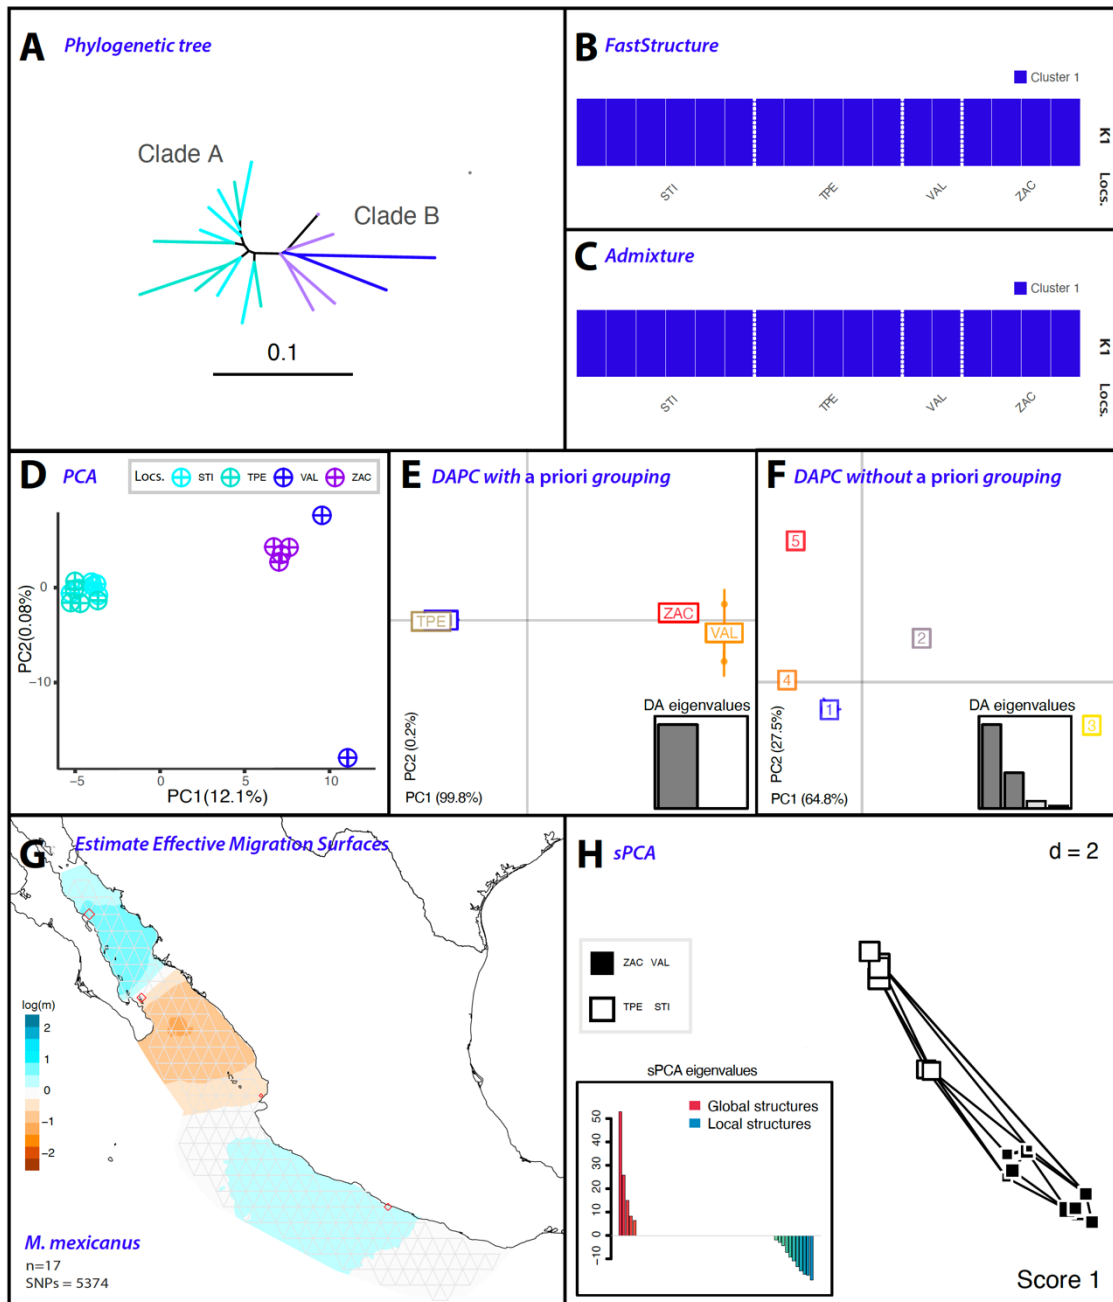 A Phylogenetic tree
Clade A
Clade B
0.1
B FastStructure
Cluster 1
K1
Locs.
STI TPE VAL ZAC
C Admixture
Cluster 1
K1
Locs.
STI TPE VAL ZAC
D PCA
Locs. STI TPE VAL ZAC
PC2(0.08%)
0
−10
−5 0 5 10
PC1(12.1%)
E DAPC with a priori grouping
TPE
ZAC
VAL
DA eigenvalues
PC2 (0.2%)
PC1 (99.8%)
F DAPC without a priori grouping
5
2
4
1
3
DA eigenvalues
PC2 (27.5%)
PC1 (64.8%)
G Estimate Effective Migration Surfaces
log(m)
2
1
0
−1
−2
M. mexicanus
n=17
SNPs = 5374
H sPCA
d = 2
ZAC VAL
TPE STI
sPCA eigenvalues
Global structures
Local structures
50
40
30
20
10
0
−10
Score 1